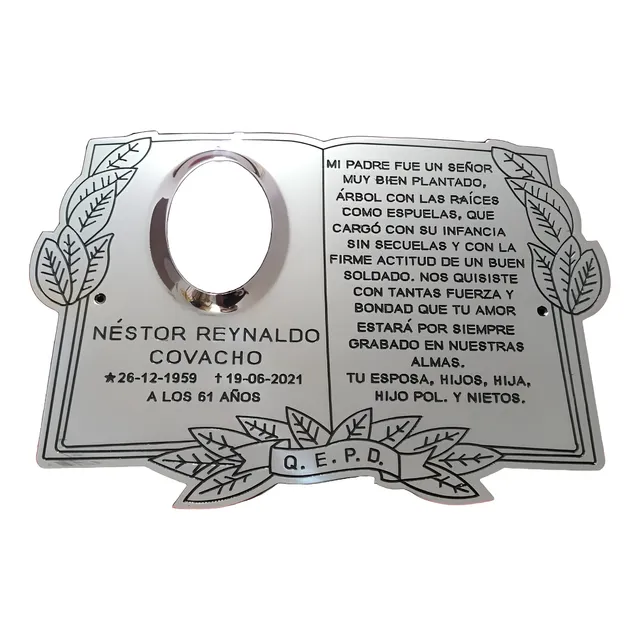 NÉSTOR REYNALDO
COVACHO
★26-12-1959 †19-06-2021
A LOS 61 AÑOS
MI PADRE FUE UN SEÑOR
MUY BIEN PLANTADO,
ÁRBOL CON LAS RAÍCES
COMO ESPUELAS, QUE
CARGÓ CON SU INFANCIA
SIN SECUELAS Y CON LA
FIRME ACTITUD DE UN BUEN
SOLDADO. NOS QUISISTE
CON TANTAS FUERZA Y
BONDAD QUE TU AMOR
ESTARÁ POR SIEMPRE
GRABADO EN NUESTRAS
ALMAS.
TU ESPOSA, HIJOS, HIJA,
HIJO POL. Y NIETOS.
Q. E. P. D.